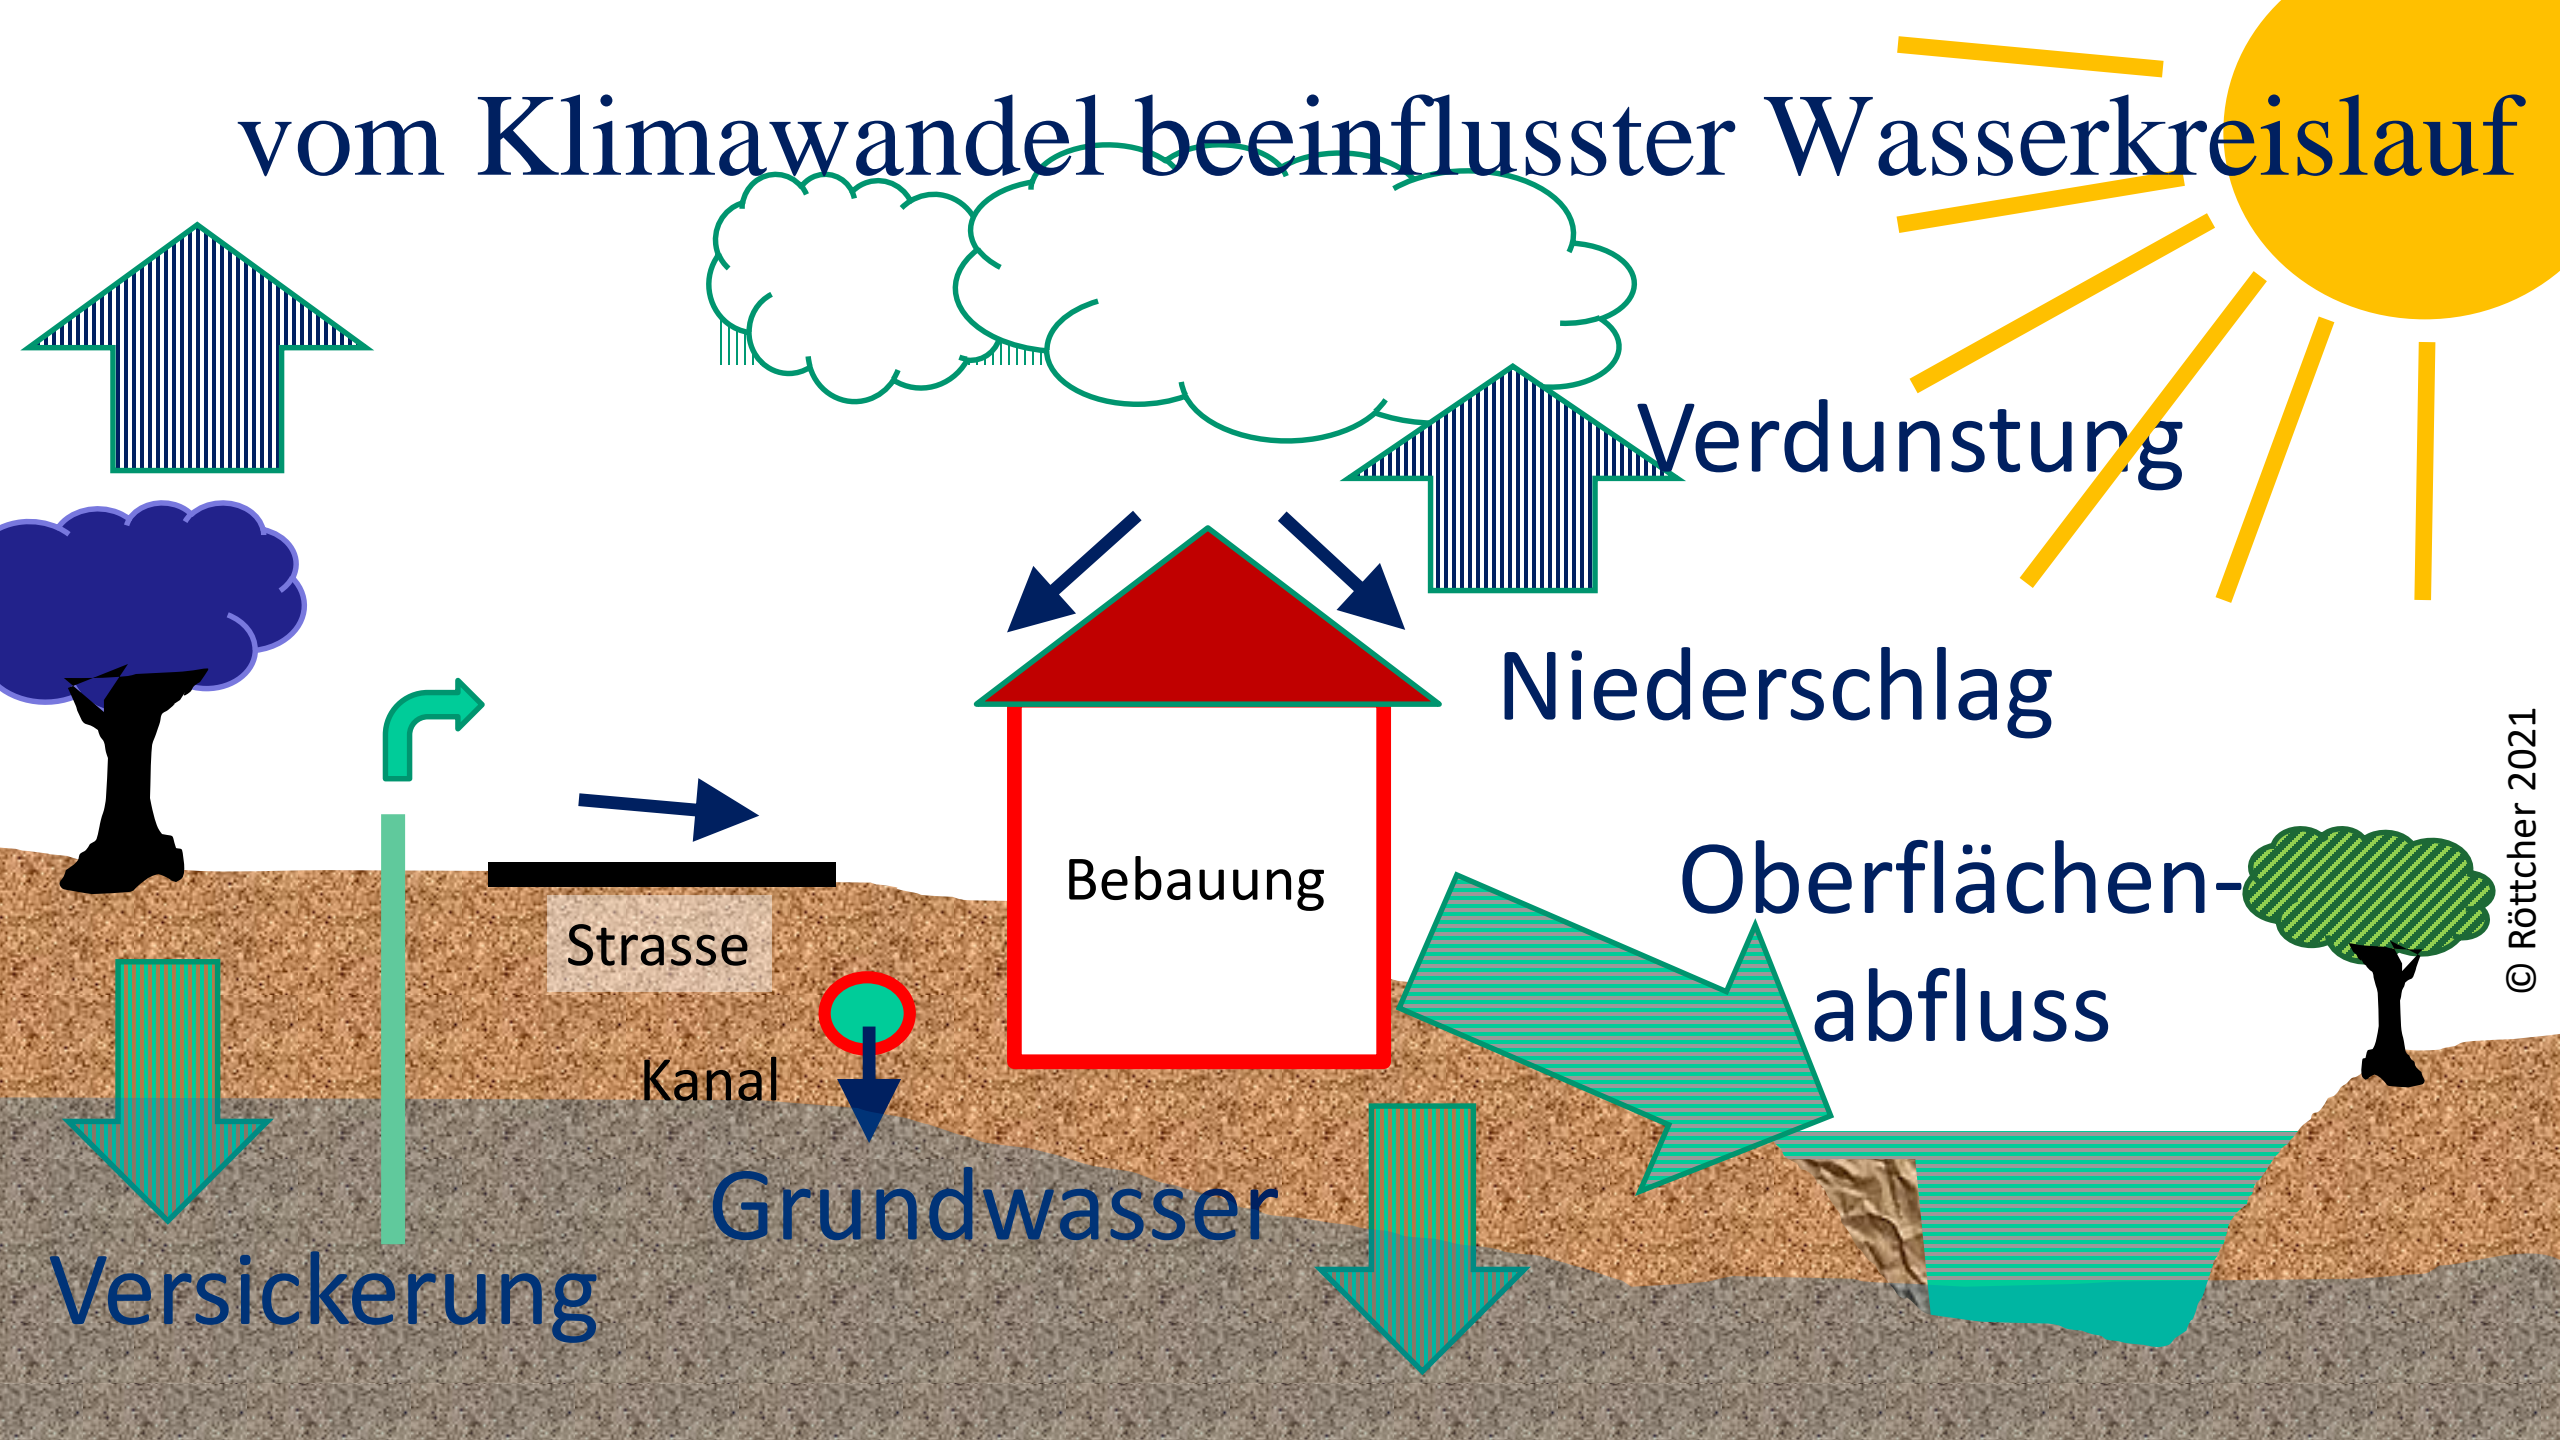 vom Klimawandel beeinflusster Wasserkreislauf
Verdunstung
Niederschlag
Oberflächen-
abfluss
Bebauung
Strasse
Kanal
Grundwasser
Versickerung
© Röttcher 2021